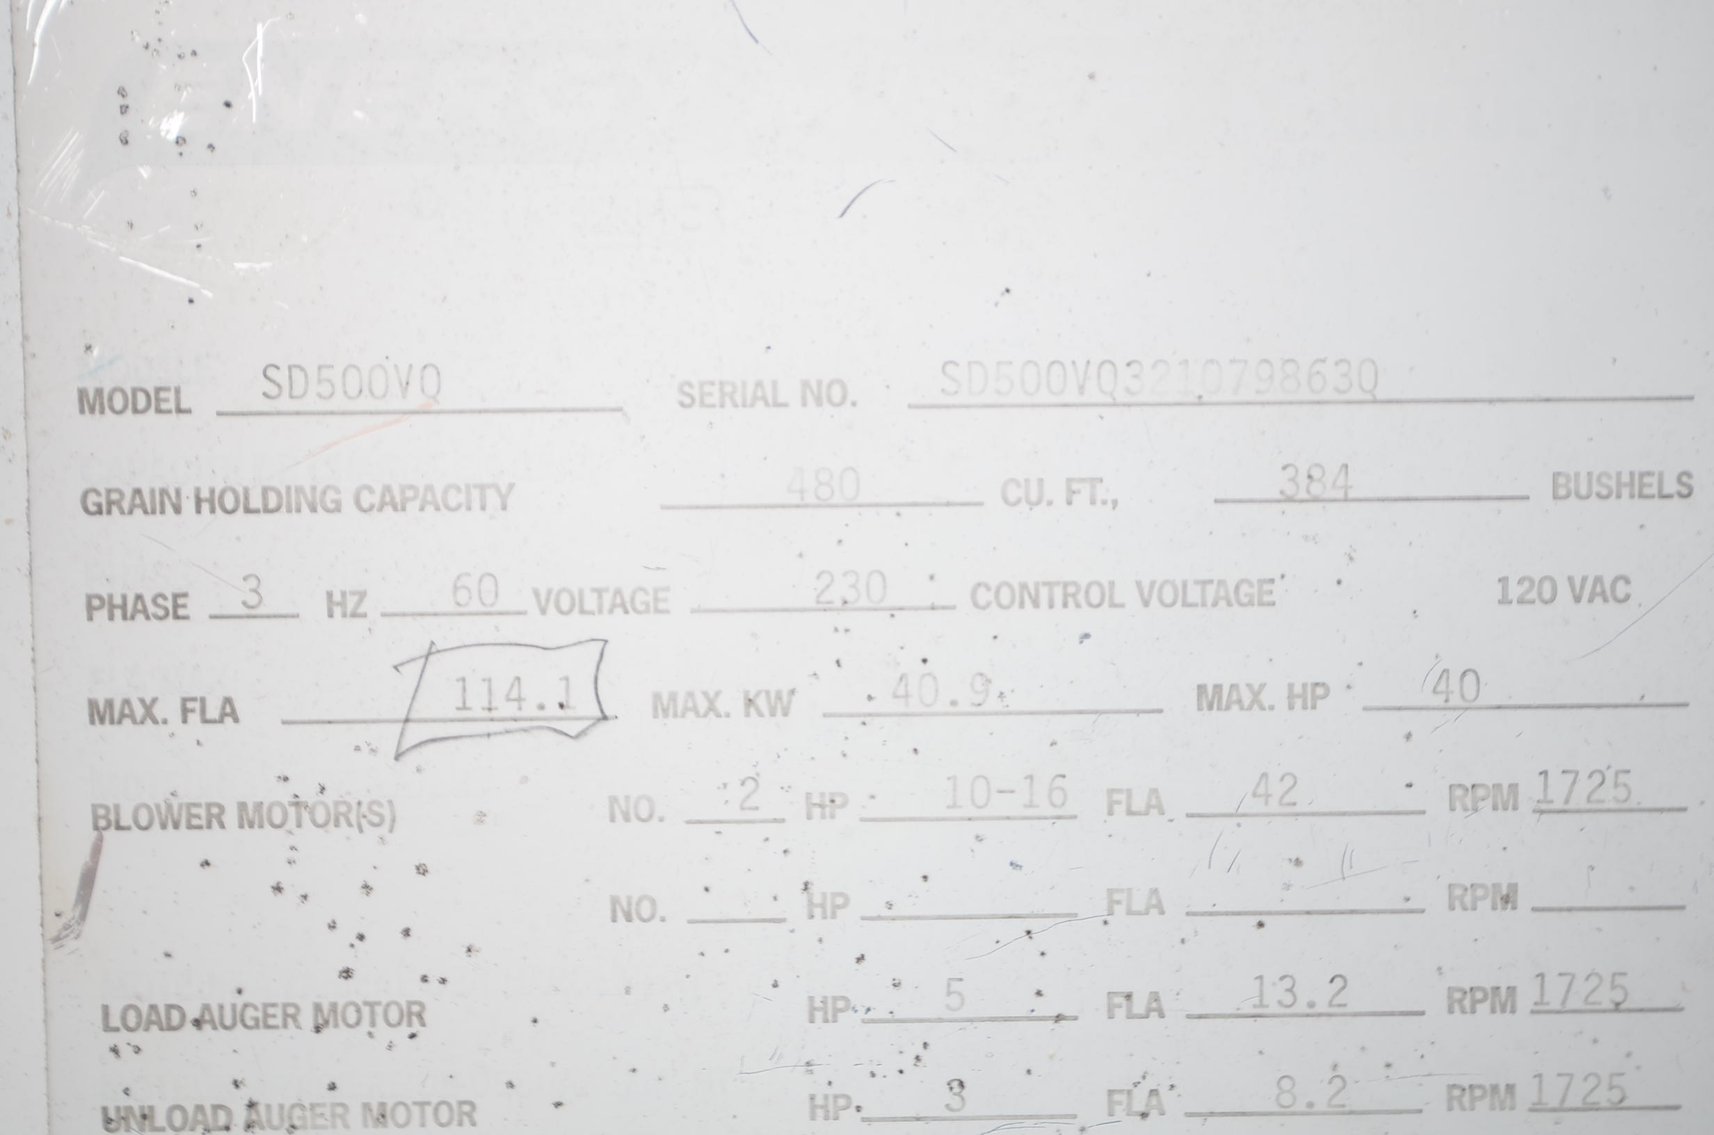 MODEL SD500VQ SERIAL NO. SD500VQ3210798630
GRAIN HOLDING CAPACITY 480 CU. FT., 384 BUSHELS
PHASE 3 HZ 60 VOLTAGE 230 CONTROL VOLTAGE 120 VAC
MAX. FLA 114.1 MAX. KW 40.9 MAX. HP 40
BLOWER MOTOR(S) NO. 2 HP 10-16 FLA 42 RPM 1725
NO. HP FLA RPM
LOAD AUGER MOTOR HP 5 FLA 13.2 RPM 1725
UNLOAD AUGER MOTOR HP 3 FLA 8.2 RPM 1725